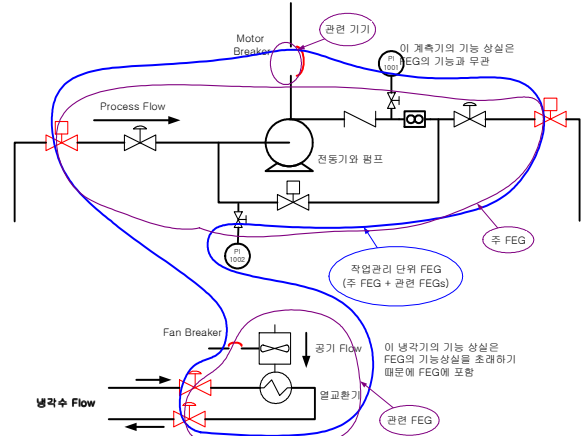 Motor
Breaker
관련 기기
PI
1001
이 계측기의 기능 상실은
FEG의 기능과 무관
Process Flow
전동기와 펌프
주 FEG
PI
1002
작업관리 단위 FEG
(주 FEG + 관련 FEGs)
Fan Breaker
공기 Flow
이 냉각기의 기능 상실은
FEG의 기능상실을 초래하기
때문에 FEG에 포함
열교환기
냉각수 Flow
관련 FEG